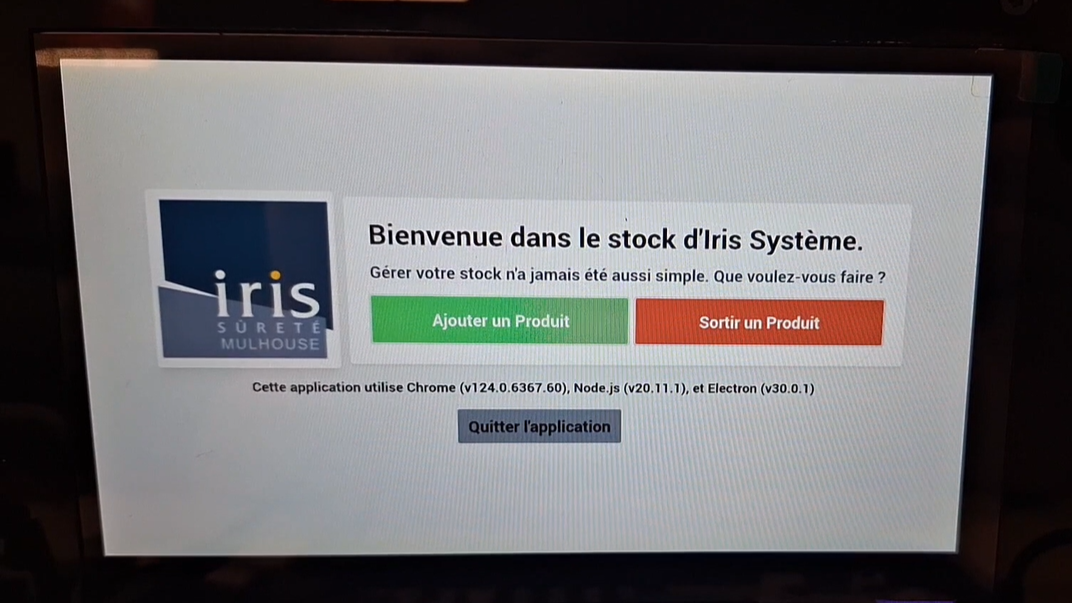 iris
SÛRETÉ
MULHOUSE
Bienvenue dans le stock d'Iris Système.
Gérer votre stock n'a jamais été aussi simple. Que voulez-vous faire ?
Ajouter un Produit
Sortir un Produit
Cette application utilise Chrome (v124.0.6367.60), Node.js (v20.11.1), et Electron (v30.0.1)
Quitter l'application